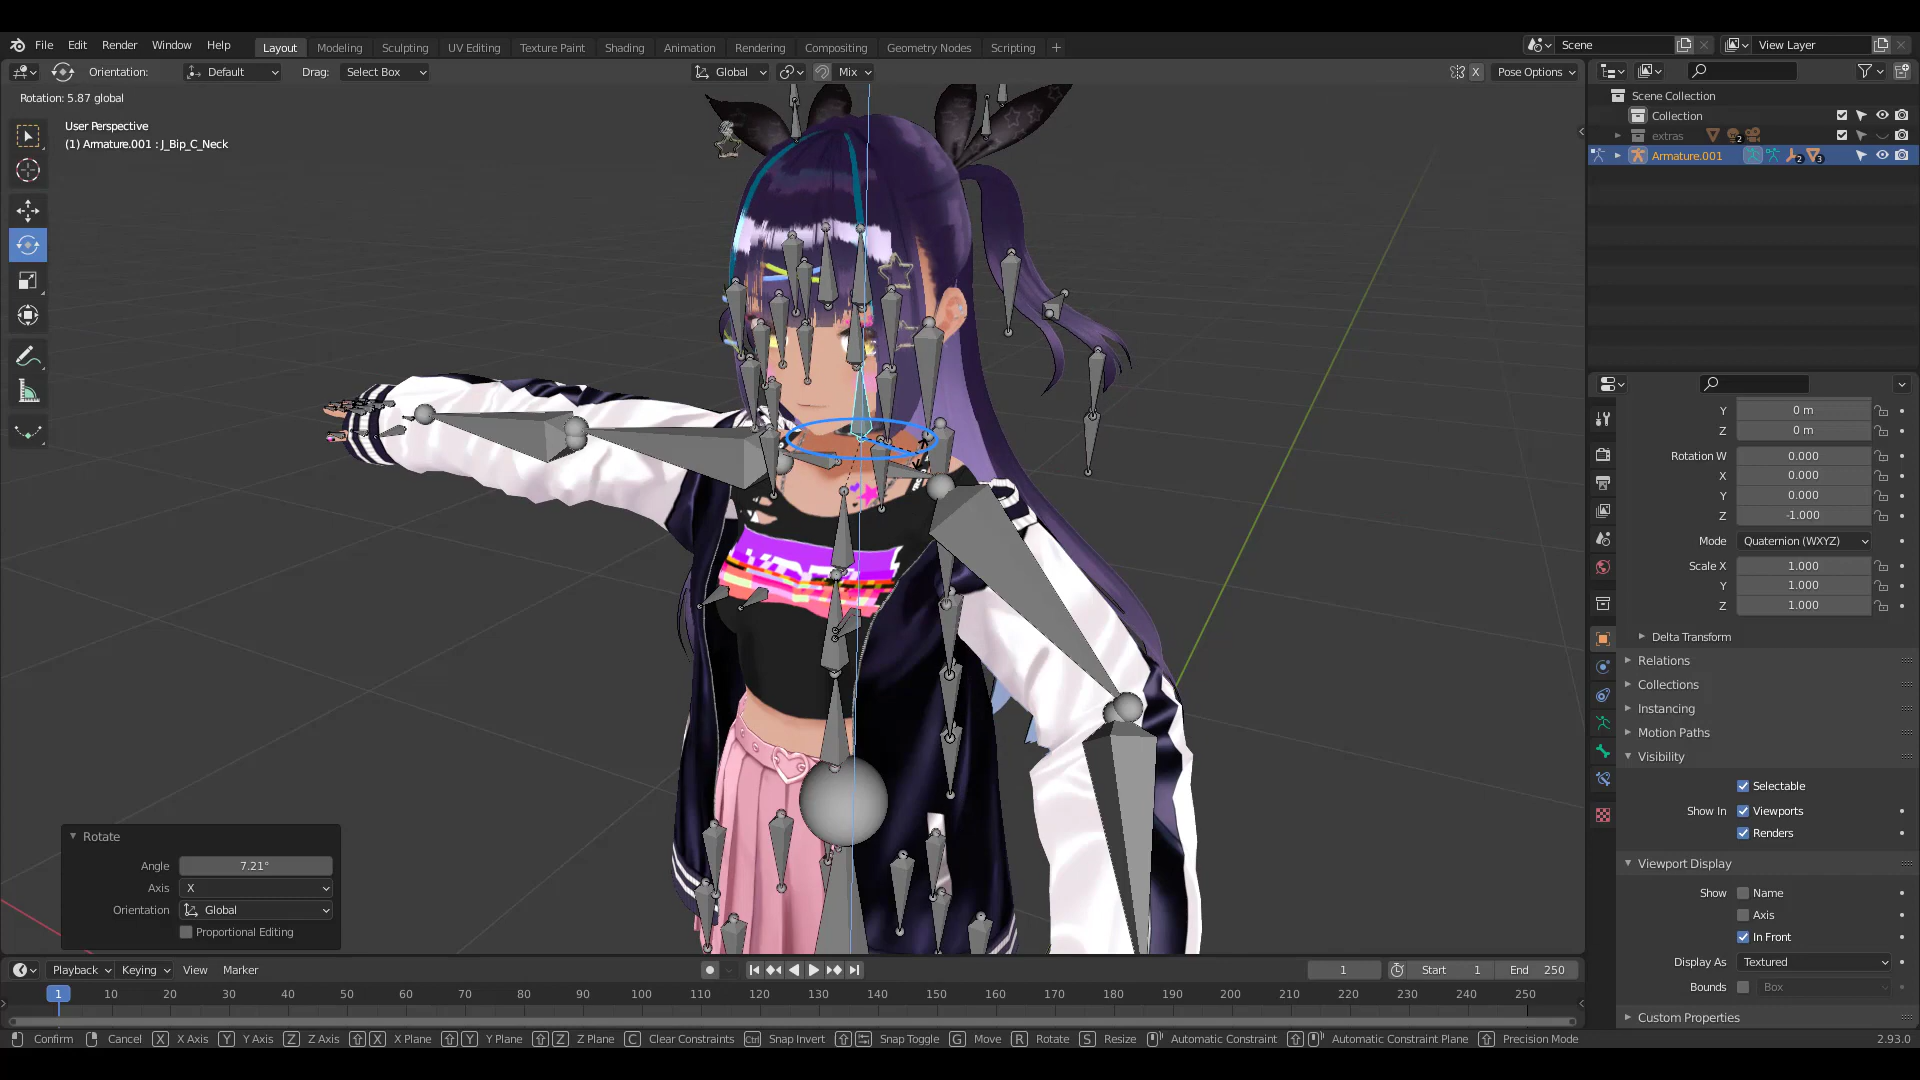 File Edit Render Window Help Layout Modeling Sculpting UV Editing Texture Paint Shading Animation Rendering Compositing Geometry Nodes Scripting + Scene View Layer
Orientation: Default Drag: Select Box Global Mix X Pose Options
Rotation: 5.87 global
User Perspective
(1) Armature.001 : J_Bip_C_Neck
Scene Collection
Collection
extras 2
Armature.001 2 3
Y 0 m
Z 0 m
Rotation W 0.000
X 0.000
Y 0.000
Z -1.000
Mode Quaternion (WXYZ)
Scale X 1.000
Y 1.000
Z 1.000
Delta Transform
Relations
Collections
Instancing
Motion Paths
Visibility
Selectable
Show In Viewports
Renders
Viewport Display
Show Name
Axis
In Front
Display As Textured
Bounds Box
Custom Properties
Rotate
Angle 7.21°
Axis X
Orientation Global
Proportional Editing
Playback Keying View Marker 1 Start 1 End 250
1 10 20 30 40 50 60 70 80 90 100 110 120 130 140 150 160 170 180 190 200 210 220 230 240 250
Confirm Cancel X X Axis Y Y Axis Z Z Axis X X Plane Y Y Plane Z Z Plane C Clear Constraints Ctrl Snap Invert Snap Toggle G Move R Rotate S Resize Automatic Constraint Automatic Constraint Plane Precision Mode 2.93.0